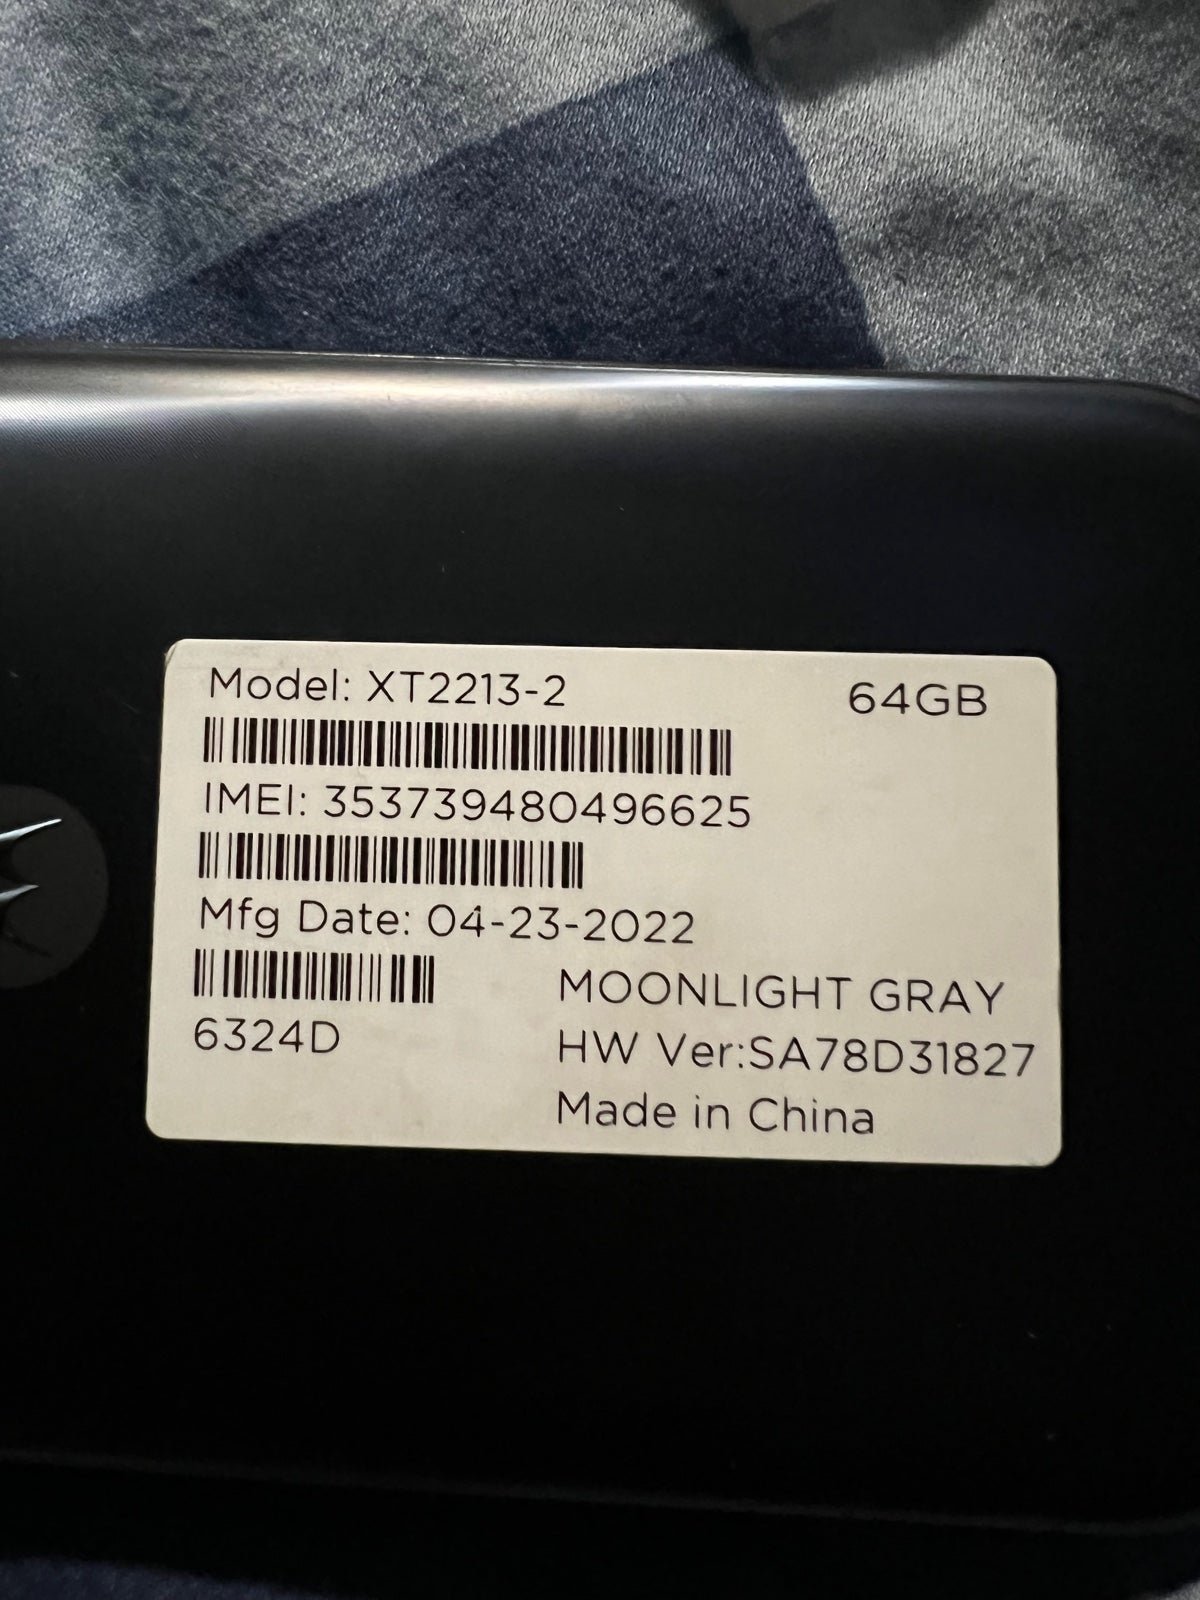 Model: XT2213-2 64GB
IMEI: 353739480496625
Mfg Date: 04-23-2022
MOONLIGHT GRAY
6324D
HW Ver:SA78D31827
Made in China